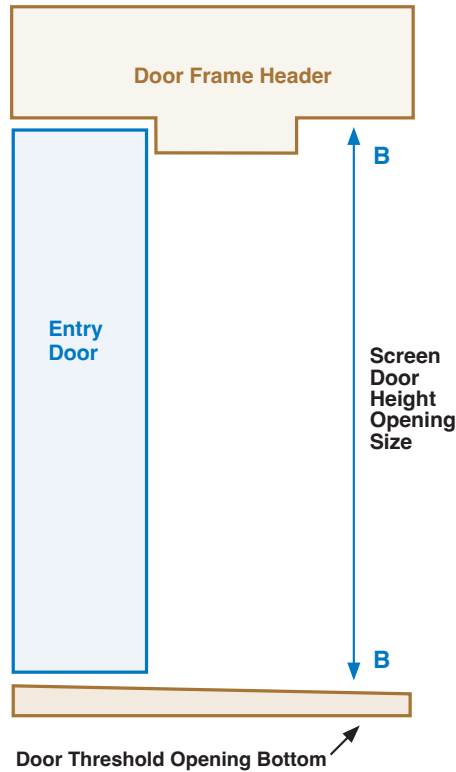 Door Frame Header
B
Entry
Door
Screen
Door
Height
Opening
Size
B
Door Threshold Opening Bottom